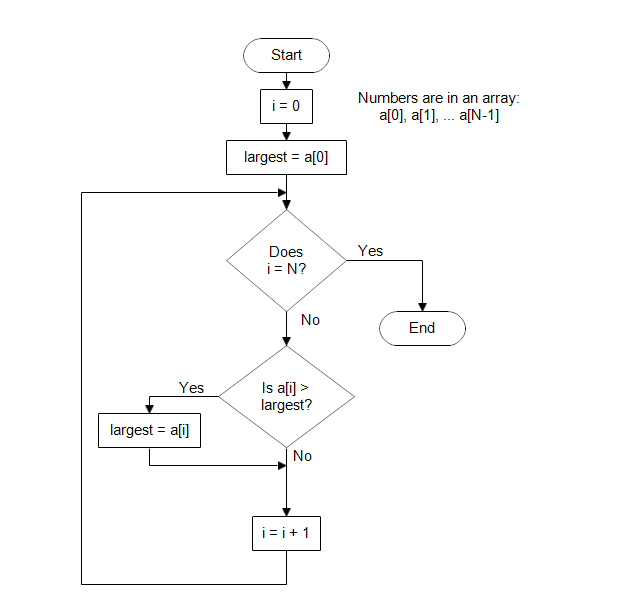 Start
i = 0
Numbers are in an array:
a[0], a[1], ... a[N-1]
largest = a[0]
Does
i = N?
Yes
End
No
Is a[i] >
largest?
Yes
largest = a[i]
No
i = i + 1